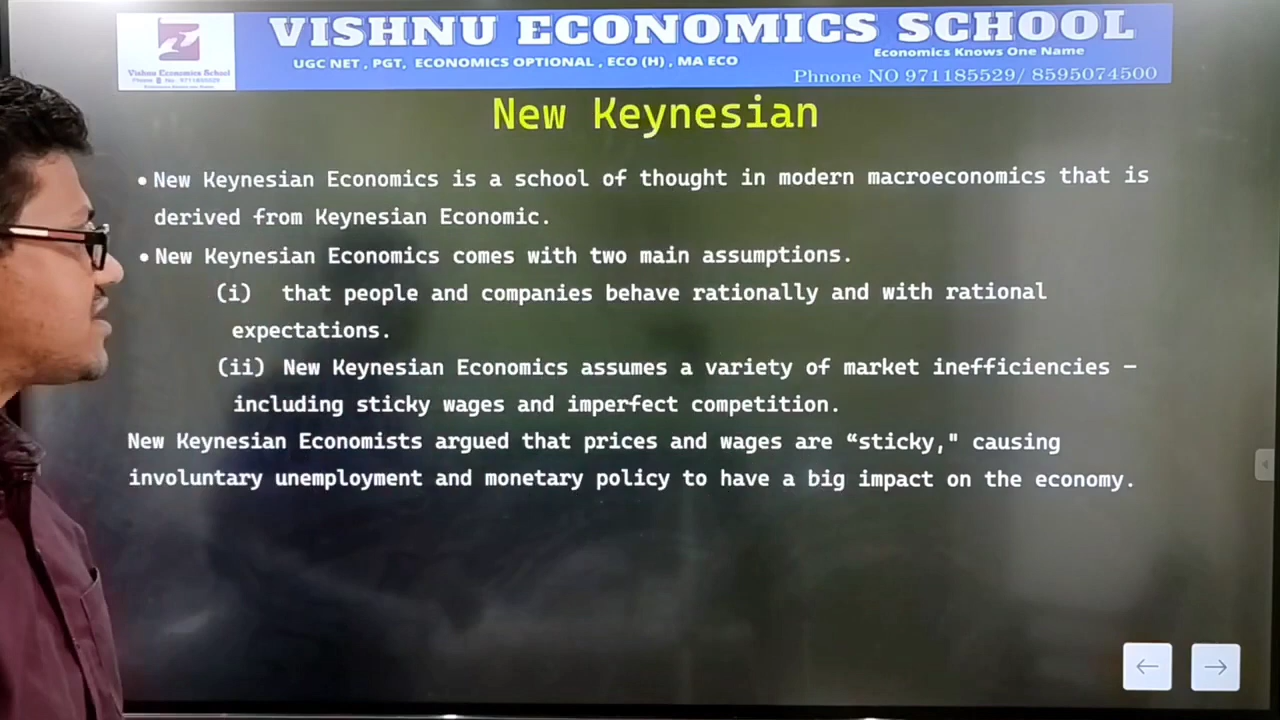 VISHNU ECONOMICS SCHOOL
Economics Knows One Name
UGC NET , PGT, ECONOMICS OPTIONAL , ECO (H) , MA ECO
Phnone NO 971185529/ 8595074500
Vishnu Economics School
New Keynesian
• New Keynesian Economics is a school of thought in modern macroeconomics that is
derived from Keynesian Economic.
• New Keynesian Economics comes with two main assumptions.
(i) that people and companies behave rationally and with rational
expectations.
(ii) New Keynesian Economics assumes a variety of market inefficiencies –
including sticky wages and imperfect competition.
New Keynesian Economists argued that prices and wages are “sticky," causing
involuntary unemployment and monetary policy to have a big impact on the economy.